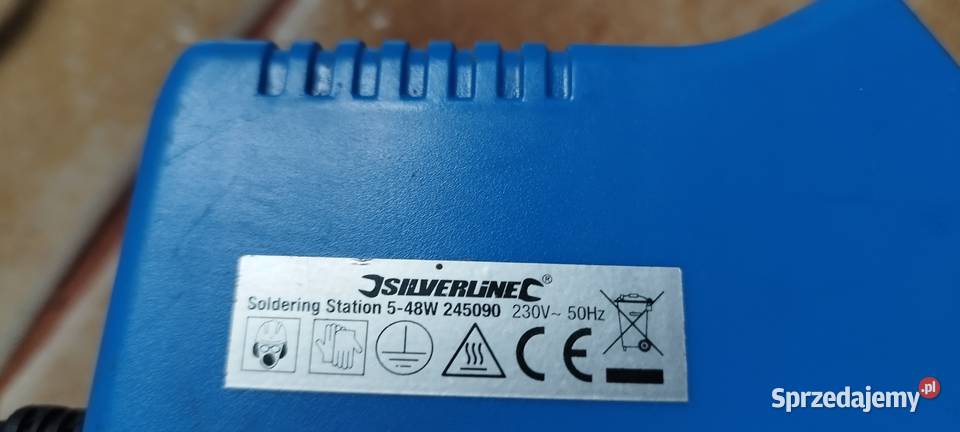 SILVERLINE®
Soldering Station 5-48W 245090 230V~ 50Hz
CE
Sprzedajemy.pl